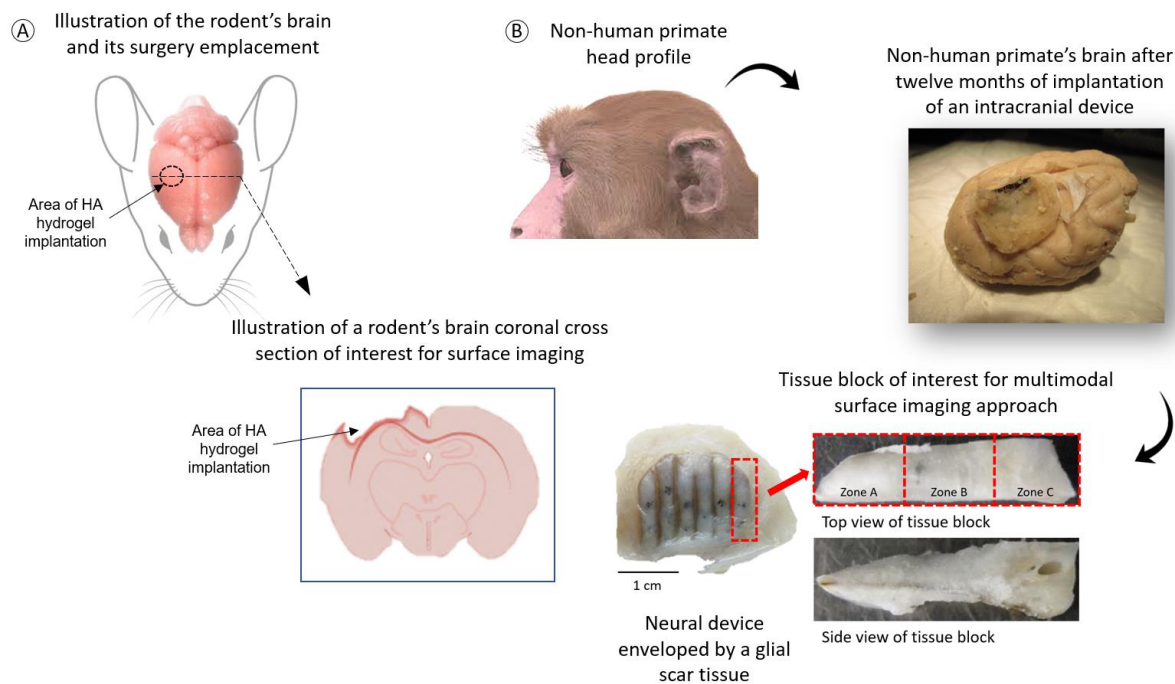 A
Illustration of the rodent's brain
and its surgery emplacement
Area of HA
hydrogel
implantation
Illustration of a rodent's brain coronal cross
section of interest for surface imaging
Area of HA
hydrogel
implantation
B
Non-human primate
head profile
Non-human primate's brain after
twelve months of implantation
of an intracranial device
Tissue block of interest for multimodal
surface imaging approach
Zone A
Zone B
Zone C
Top view of tissue block
Side view of tissue block
1 cm
Neural device
enveloped by a glial
scar tissue